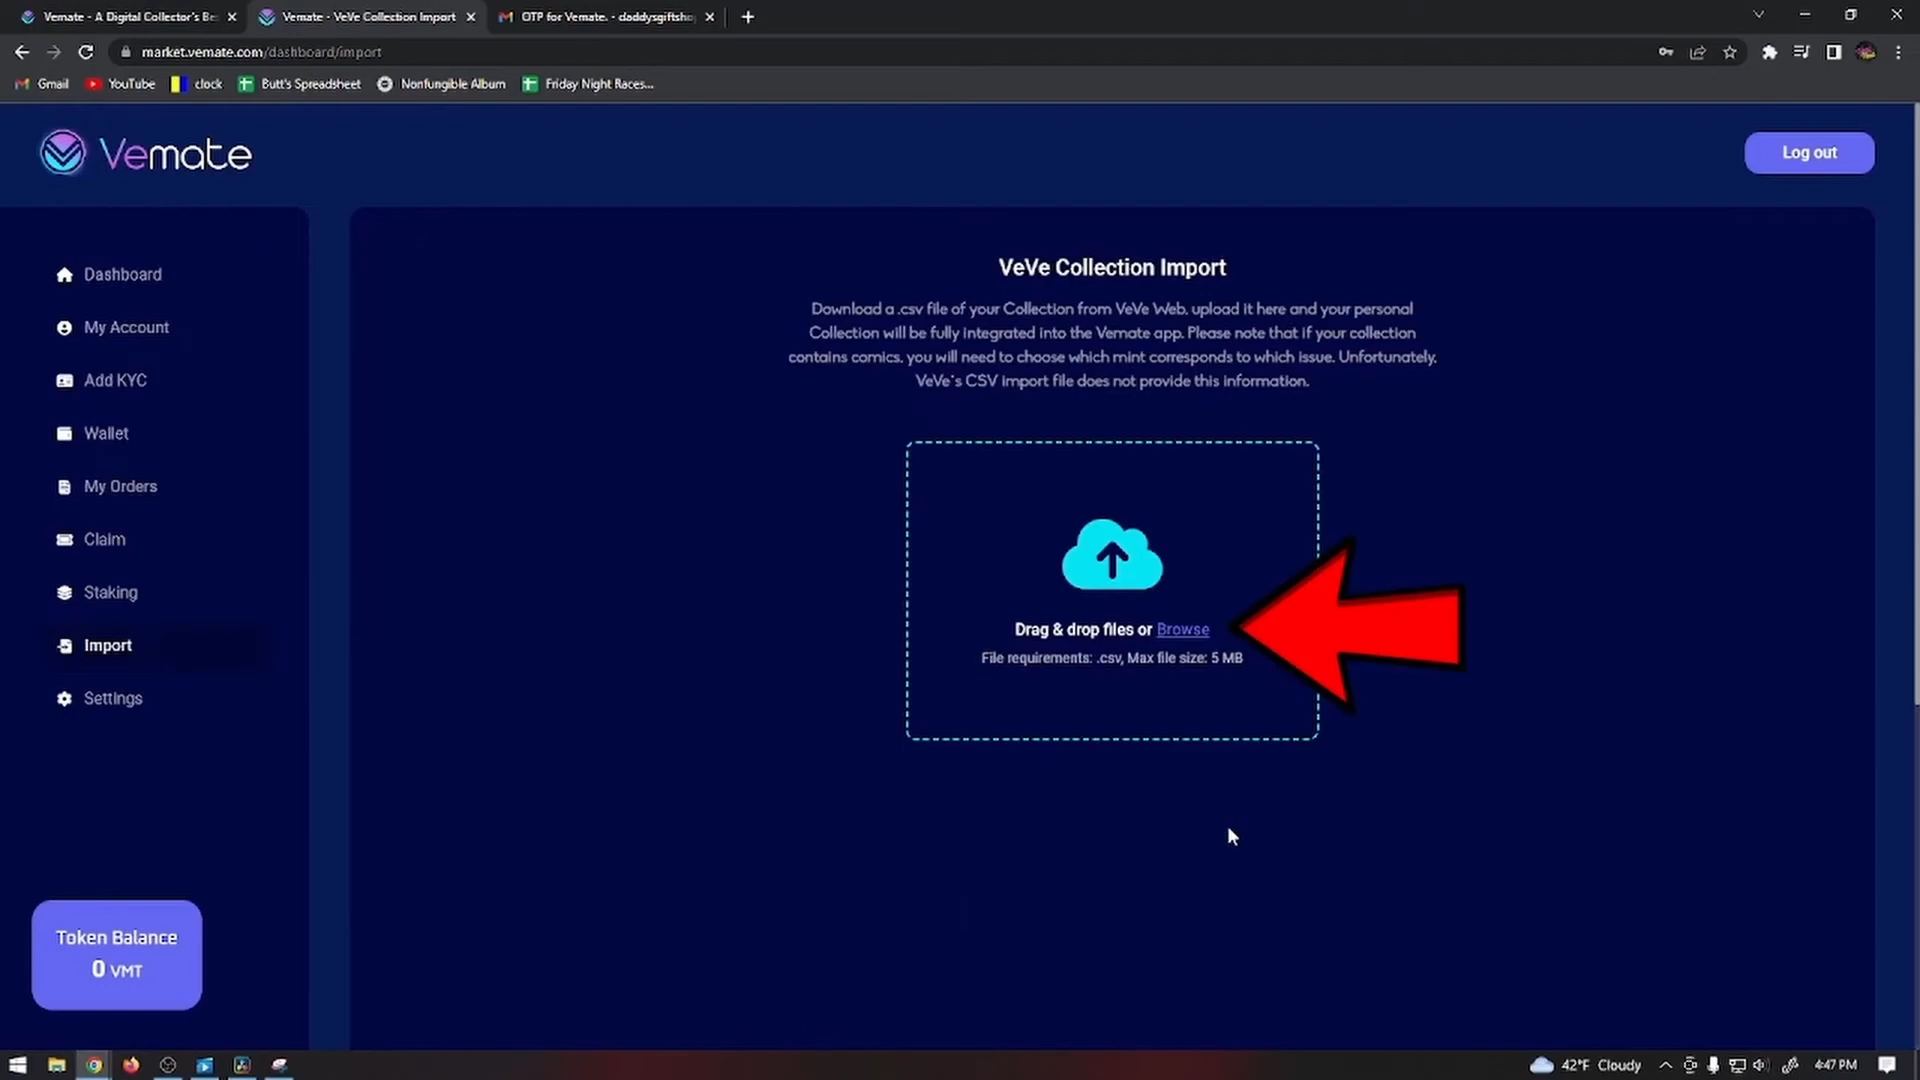 Vemate - A Digital Collector's Be
Vemate - VeVe Collection Import
OTP for Vemate. - daddysgiftsho
market.vemate.com/dashboard/import
Gmail
YouTube
clock
Butt's Spreadsheet
Nonfungible Album
Friday Night Races...
Vemate
Log out
Dashboard
My Account
Add KYC
Wallet
My Orders
Claim
Staking
Import
Settings
Token Balance
0 VMT
VeVe Collection Import
Download a .csv file of your Collection from VeVe Web, upload it here and your personal
Collection will be fully integrated into the Vemate app. Please note that if your collection
contains comics, you will need to choose which mint corresponds to which issue. Unfortunately,
VeVe's CSV import file does not provide this information.
Drag & drop files or Browse
File requirements: .csv, Max file size: 5 MB
42°F Cloudy
4:47 PM